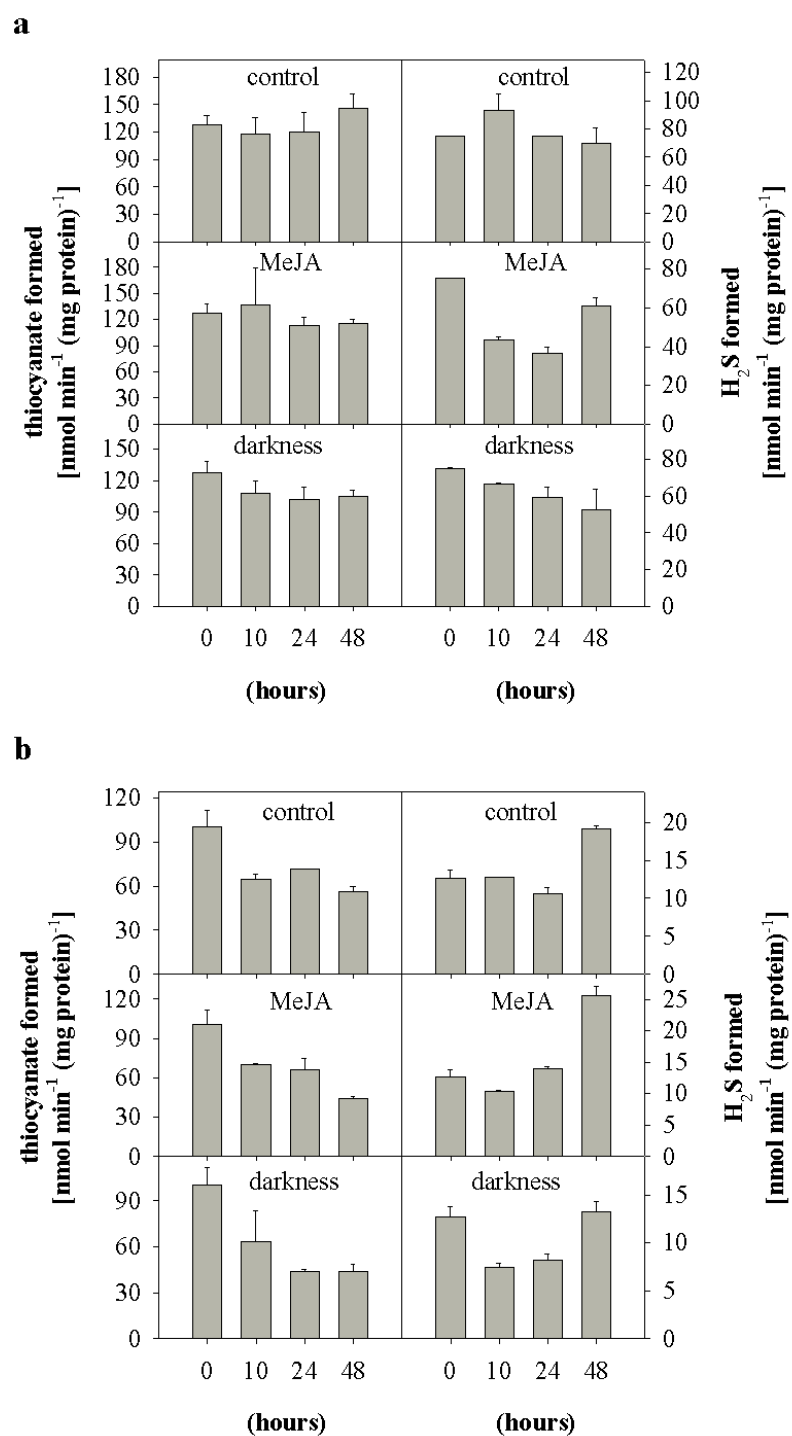 a
control
control
180
150
120
90
60
30
0
120
100
80
60
40
20
0
MeJA
MeJA
180
150
120
90
60
30
0
80
60
40
20
0
darkness
darkness
150
120
90
60
30
0
80
60
40
20
0
thiocyanate formed
[nmol min⁻¹ (mg protein)⁻¹]
H₂S formed
[nmol min⁻¹ (mg protein)⁻¹]
0 10 24 48
0 10 24 48
(hours)
(hours)
b
control
control
120
90
60
30
20
15
10
5
0
MeJA
MeJA
120
90
60
30
0
25
20
15
10
5
0
darkness
darkness
90
60
30
0
15
10
5
0
thiocyanate formed
[nmol min⁻¹ (mg protein)⁻¹]
H₂S formed
[nmol min⁻¹ (mg protein)⁻¹]
0 10 24 48
0 10 24 48
(hours)
(hours)